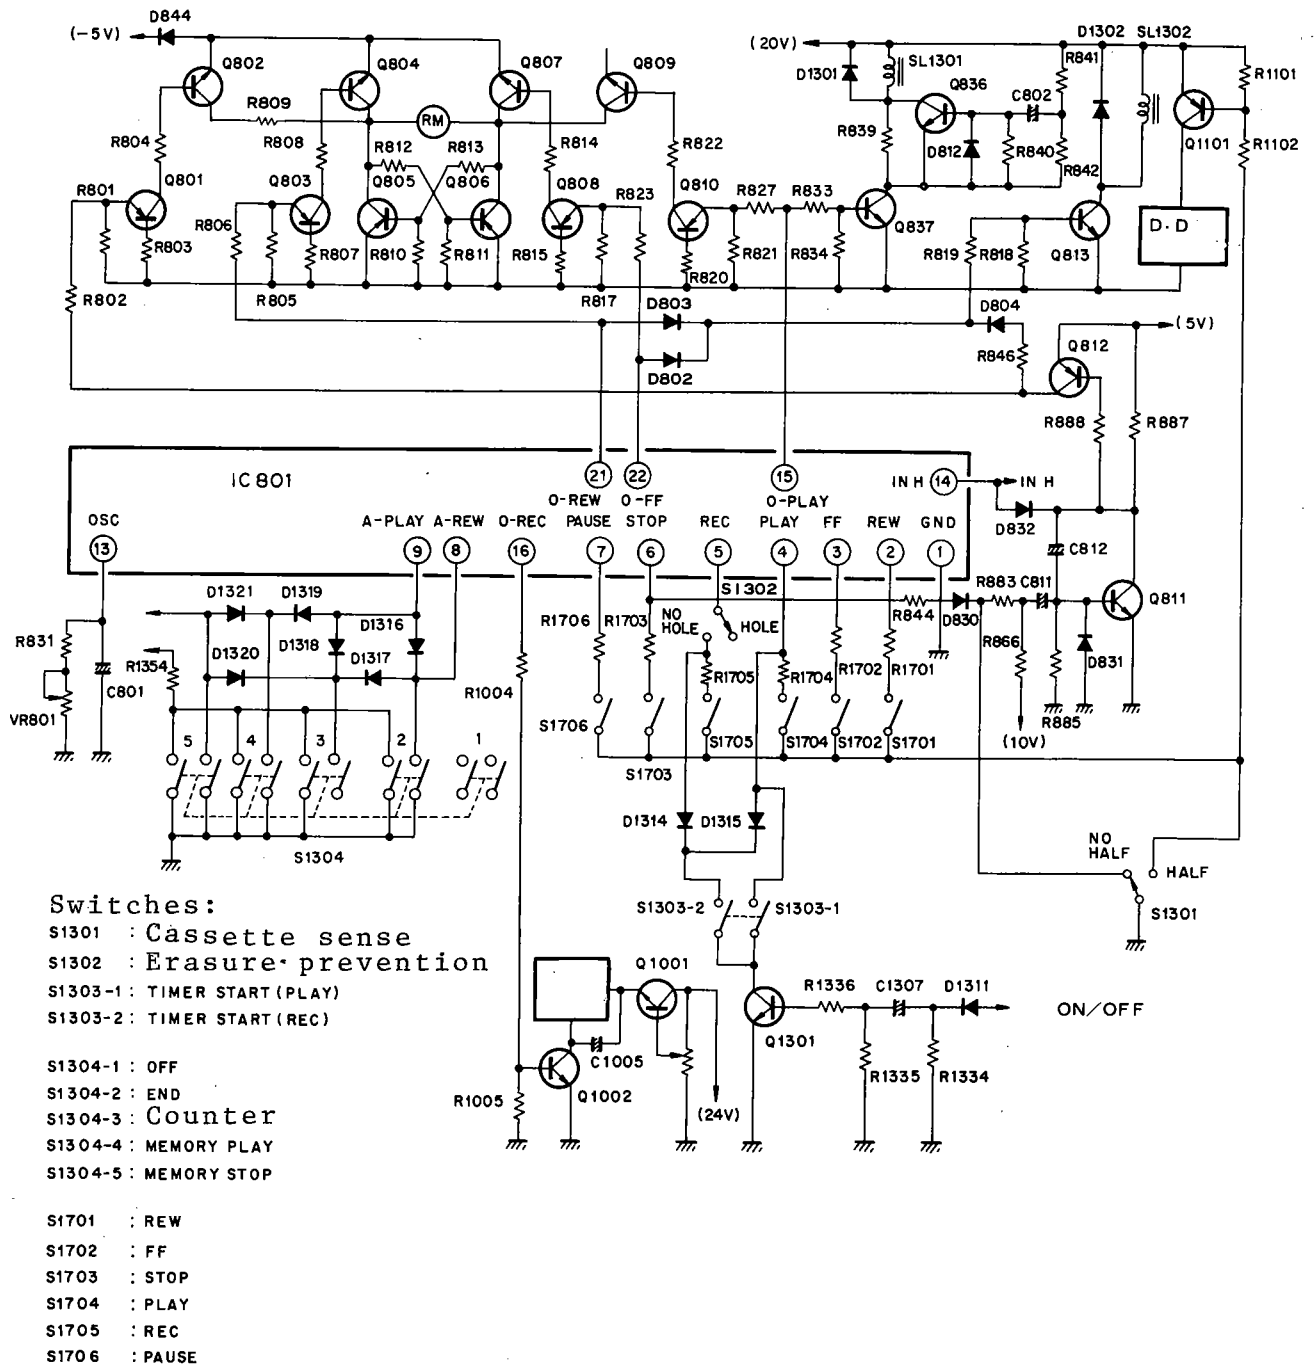 D844
(-5V)
Q802
Q804
Q807
Q809
(20V)
D1302 SL1302
R841
D1301
SL1301
Q836
C802
R1101
R809
RM
R804
R808
R812
R813
R814
R822
R839
D812
R840
R842
Q1101
R1102
R801
Q801
Q803
Q805
Q806
Q808
R823
Q810
R827
R833
Q837
D.D
R806
R803
R807
R810
R811
R815
R821
R834
R819
R818
Q813
R802
R805
R817
R820
D803
D804
(5V)
D802
R846
Q812
R888
R887
IC801
21
22
15
INH
14
INH
O-REW
O-FF
O-PLAY
OSC
A-PLAY
A-REW
O-REC
PAUSE
STOP
REC
PLAY
FF
REW
GND
D832
13
9
8
16
7
6
5
4
3
2
1
C812
D1321
D1319
S1302
R883
C811
Q811
R831
D1316
R1706
R1703
NO HOLE
HOLE
R844
D830
D1318
R866
D831
R1354
D1320
D1317
C801
R1004
R1705
R1704
R1702
R1701
VR801
S1706
S1705
S1704
S1702
S1701
(10V)
R885
5
4
3
2
1
S1703
S1304
D1314
D1315
NO HALF
HALF
S1301
S1303-2
S1303-1
Switches:
S1301 : Cassette sense
S1302 : Erasure prevention
S1303-1 : TIMER START (PLAY)
S1303-2 : TIMER START (REC)
S1304-1 : OFF
S1304-2 : END
S1304-3 : Counter
S1304-4 : MEMORY PLAY
S1304-5 : MEMORY STOP
S1701 : REW
S1702 : FF
S1703 : STOP
S1704 : PLAY
S1705 : REC
S1706 : PAUSE
Q1001
R1336
C1307
D1311
ON/OFF
Q1301
C1005
R1005
Q1002
(24V)
R1335
R1334